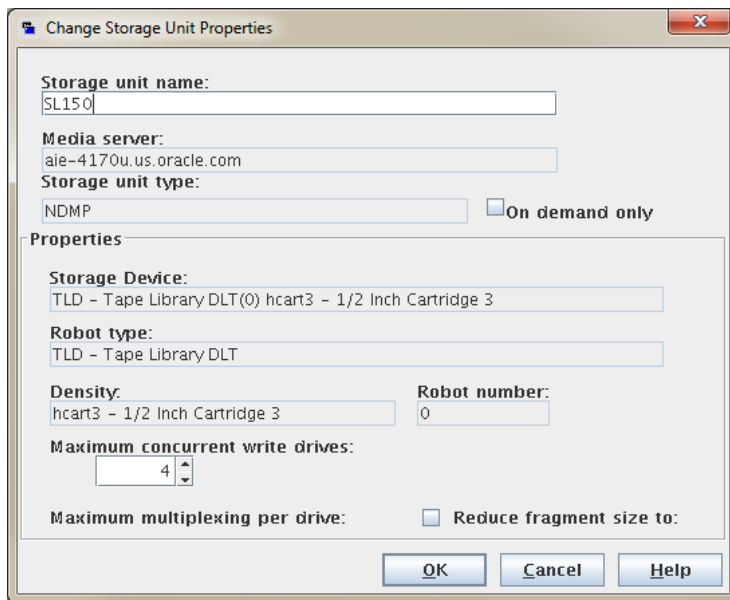 Change Storage Unit Properties
Storage unit name:
SL150
Media server:
aie-4170u.us.oracle.com
Storage unit type:
NDMP
On demand only
Properties
Storage Device:
TLD - Tape Library DLT(0) hcart3 - 1/2 Inch Cartridge 3
Robot type:
TLD - Tape Library DLT
Density: Robot number:
hcart3 - 1/2 Inch Cartridge 3 0
Maximum concurrent write drives:
4
Maximum multiplexing per drive: Reduce fragment size to:
OK Cancel Help